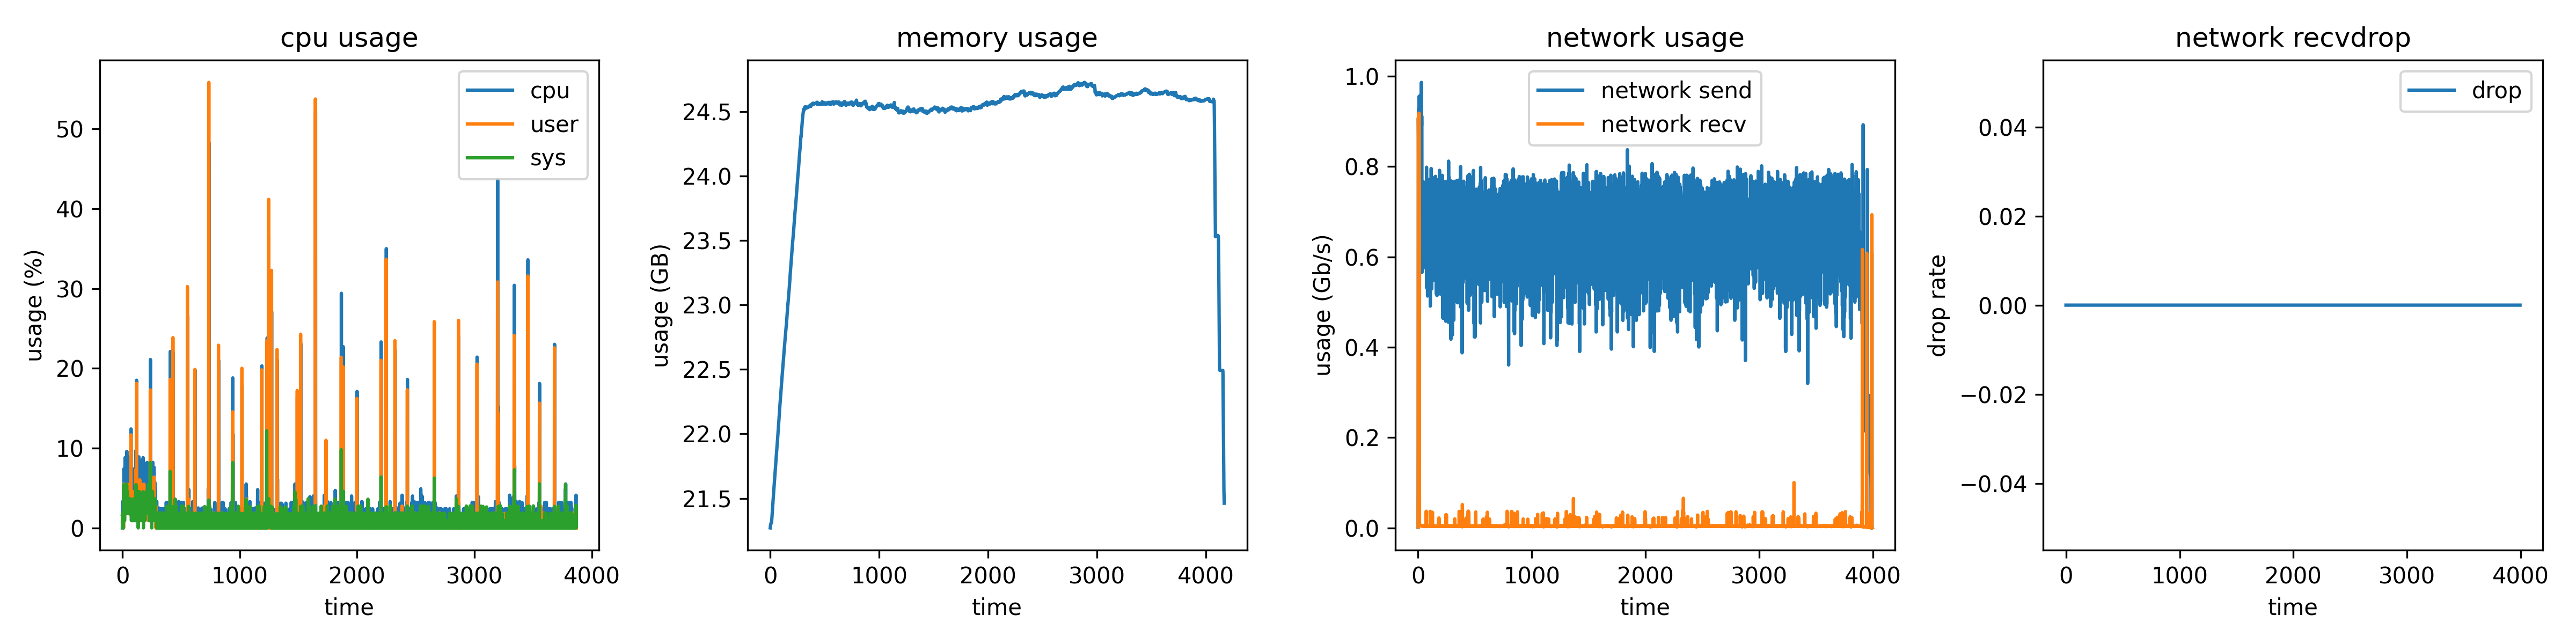 cpu usage
usage (%)
50
40
30
20
10
0
0 1000 2000 3000 4000
time
cpu
user
sys
memory usage
usage (GB)
24.5
24.0
23.5
23.0
22.5
22.0
21.5
0 1000 2000 3000 4000
time
network usage
usage (Gb/s)
1.0
0.8
0.6
0.4
0.2
0.0
0 1000 2000 3000 4000
time
network send
network recv
network recvdrop
drop rate
0.04
0.02
0.00
−0.02
−0.04
0 1000 2000 3000 4000
time
drop